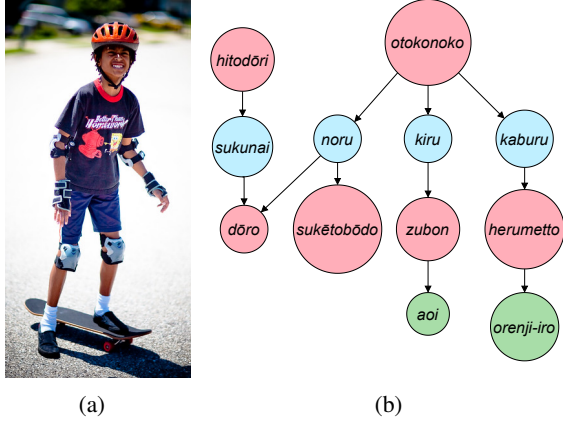 hitodōri
otokonoko
sukunai
noru
kiru
kaburu
dōro
sukētobōdo
zubon
herumetto
aoi
orenji-iro
(a)
(b)